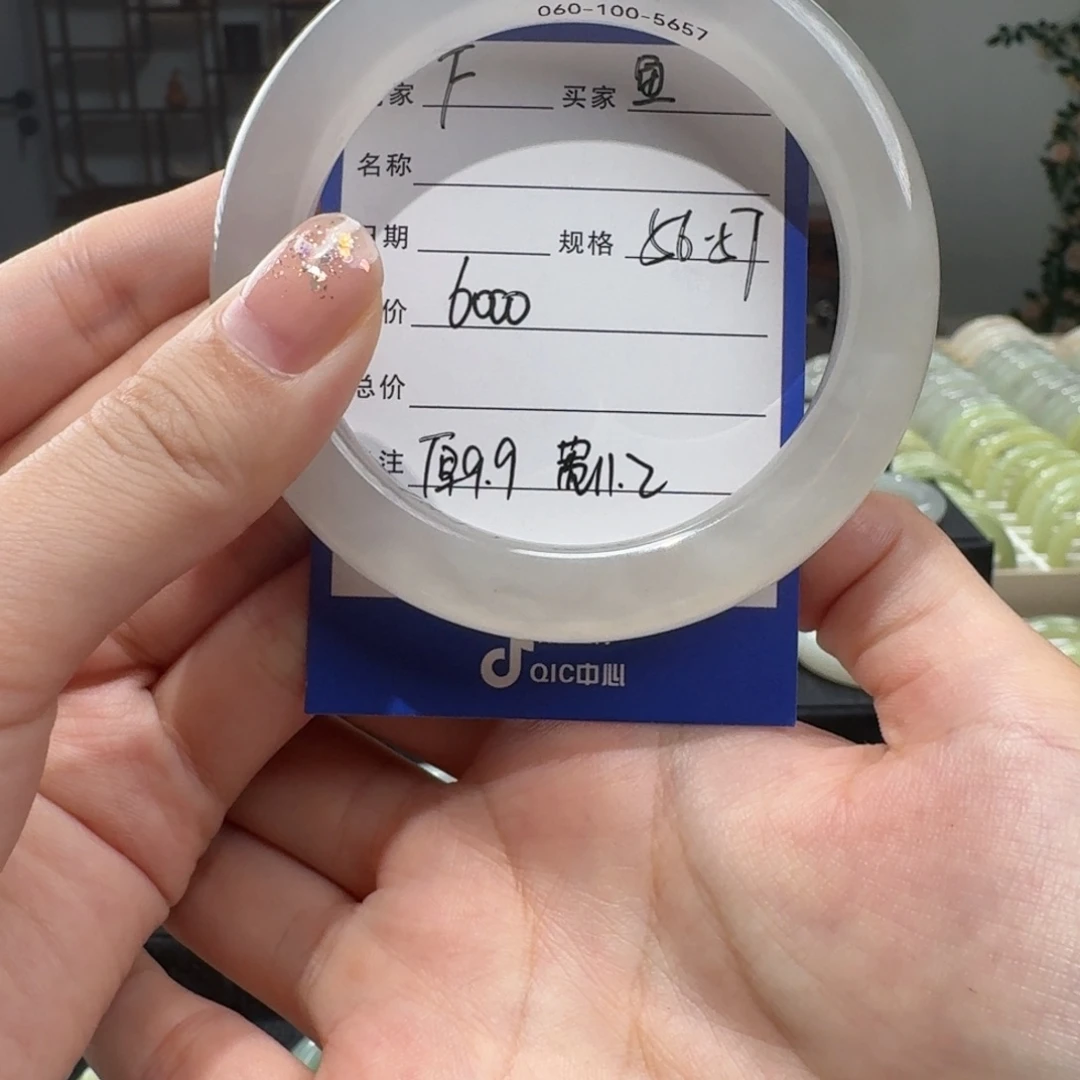 060-100-5657
家 F 买家
名称
日期 规格 56-57
价 6000
总价
注 厚9.9 宽11.2
QIC中心